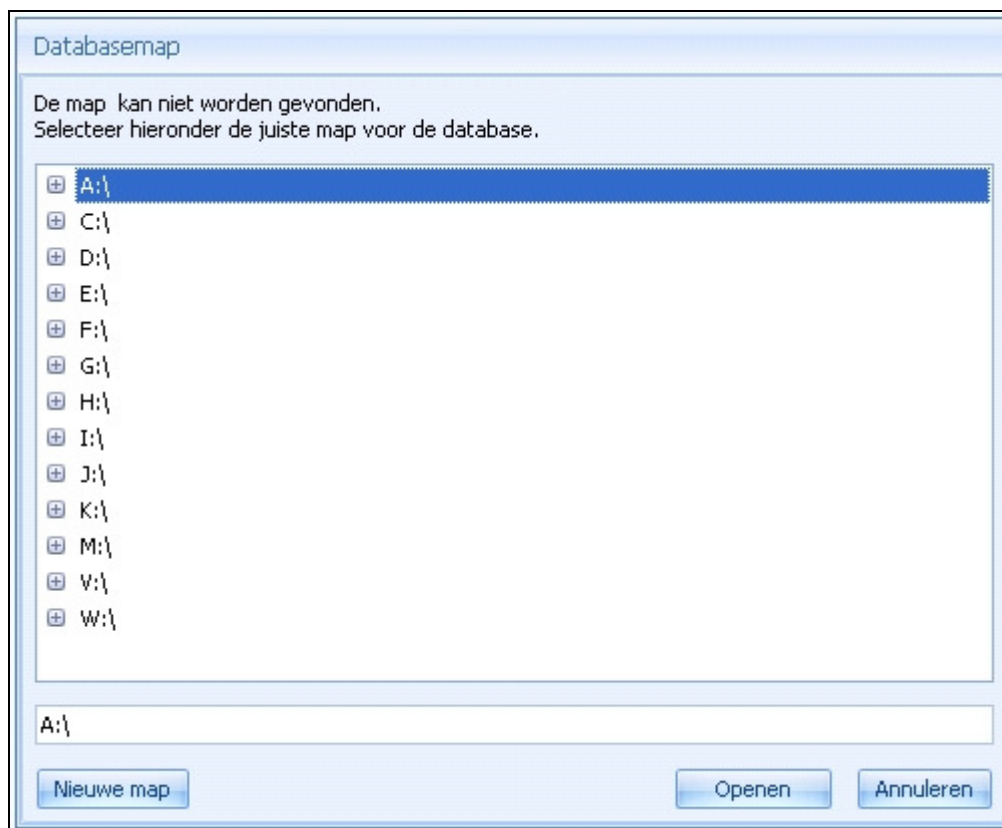 Databasemap
De map  kan niet worden gevonden.
Selecteer hieronder de juiste map voor de database.
A:\
C:\
D:\
E:\
F:\
G:\
H:\
I:\
J:\
K:\
M:\
V:\
W:\
A:\
Nieuwe map Openen Annuleren